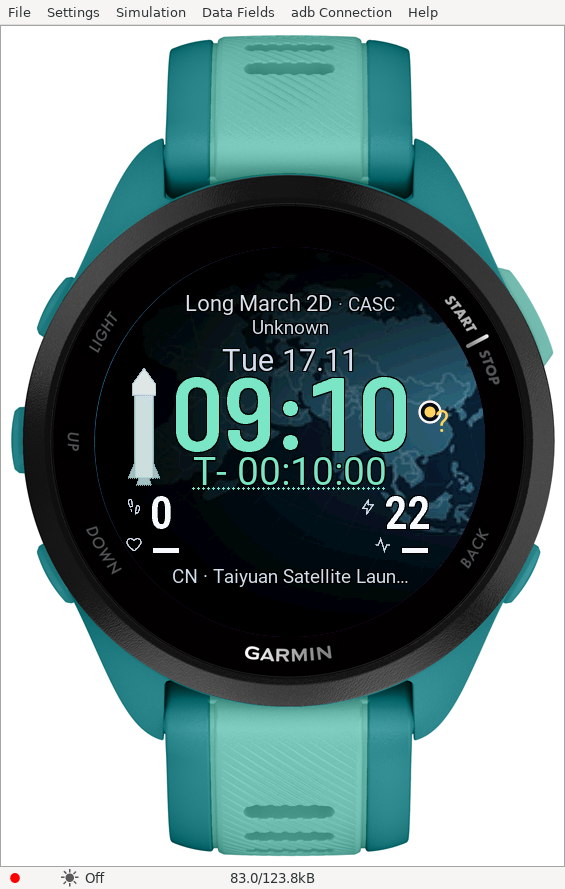 File Settings Simulation Data Fields adb Connection Help
LIGHT
UP
DOWN
START
STOP
BACK
Long March 2D · CASC
Unknown
Tue 17.11
09:10
?
T- 00:10:00
0
22
CN · Taiyuan Satellite Laun...
GARMIN
Off 83.0/123.8kB